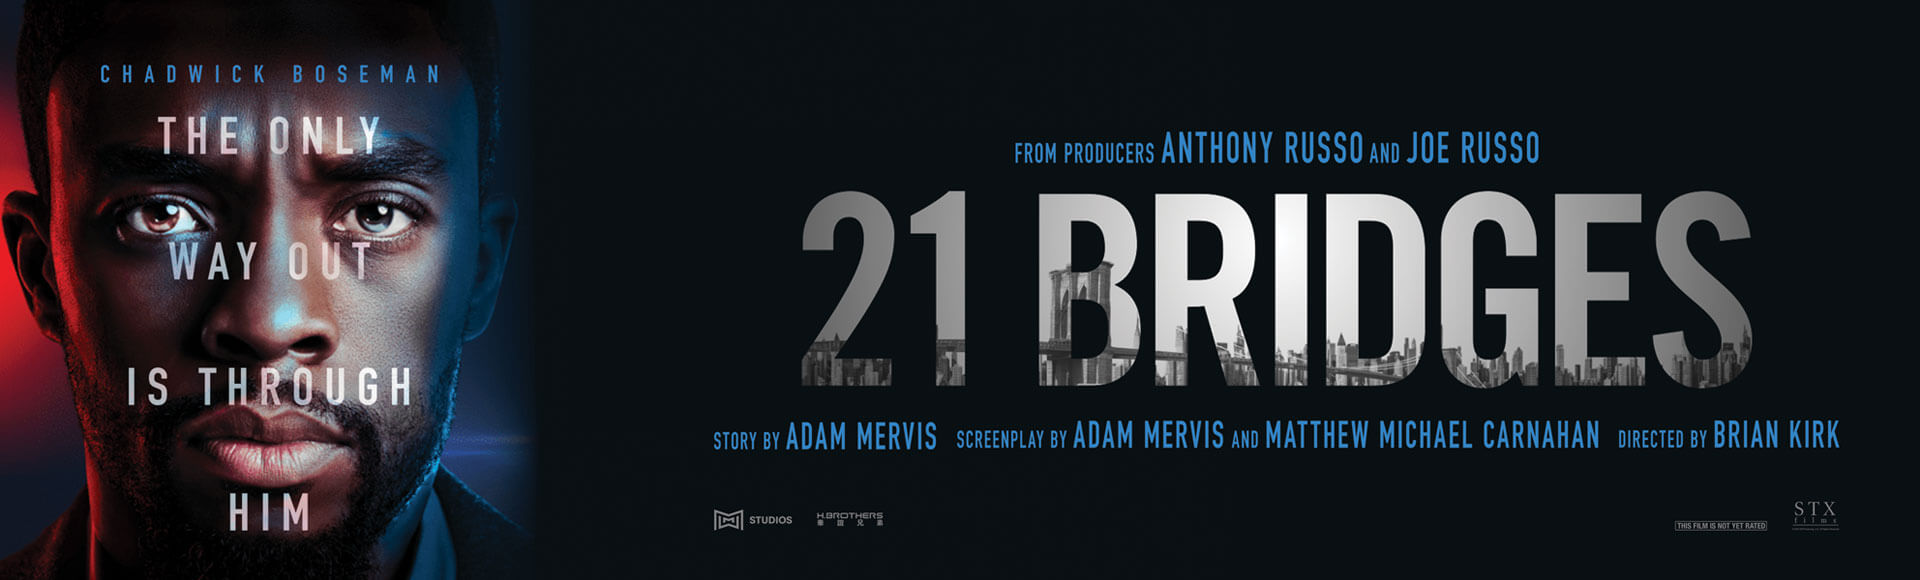 CHADWICK BOSEMAN
THE ONLY
WAY OUT
IS THROUGH
HIM
FROM PRODUCERS ANTHONY RUSSO AND JOE RUSSO
21 BRIDGES
STORY BY ADAM MERVIS SCREENPLAY BY ADAM MERVIS AND MATTHEW MICHAEL CARNAHAN DIRECTED BY BRIAN KIRK
STUDIOS
H.BROTHERS
THIS FILM IS NOT YET RATED
STX
films